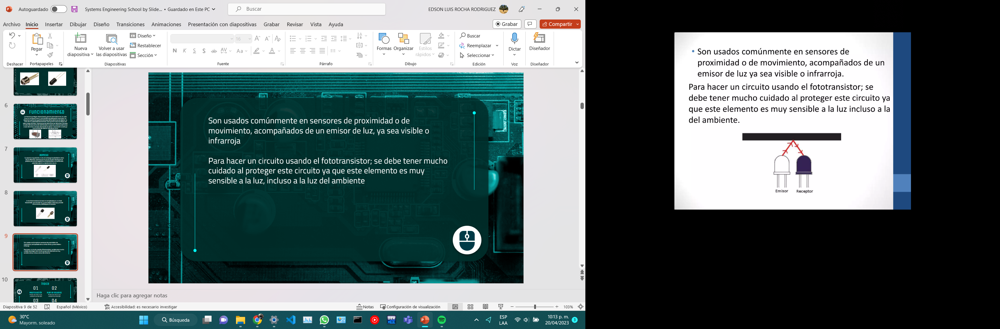 Autoguardado
Systems Engineering School by Slide... • Guardado en Este PC
Buscar
EDSON LUIS ROCHA RODRIGUEZ
Archivo Inicio Insertar Dibujar Diseño Transiciones Animaciones Presentación con diapositivas Grabar Revisar Vista Ayuda
Grabar
Compartir
Pegar
Nueva diapositiva
Volver a usar las diapositivas
Diseño
Restablecer
Sección
16
N K S S ab AV Aa A
Formas
Organizar
Estilos rápidos
Buscar
Reemplazar
Seleccionar
Dictar
Diseñador
Deshacer Portapapeles Diapositivas Fuente Párrafo Dibujo Edición Voz Diseñador
6
Funcionamiento
7
aspecto
8
9
10
Índice
01 02
03 04
Son usados comúnmente en sensores de proximidad o de
movimiento, acompañados de un emisor de luz, ya sea visible o
infrarroja
Para hacer un circuito usando el fototransistor; se debe tener mucho
cuidado al proteger este circuito ya que este elemento es muy
sensible a la luz, incluso a la luz del ambiente
Haga clic para agregar notas
Diapositiva 9 de 52
Español (México)
Accesibilidad: es necesario investigar
Notas
Configuración de visualización
103%
30°C
Mayorm. soleado
Búsqueda
DEV
ESP
LAA
10:13 p. m.
20/04/2023
3
• Son usados comúnmente en sensores de
proximidad o de movimiento, acompañados de un
emisor de luz ya sea visible o infrarroja.
Para hacer un circuito usando el fototransistor; se
debe tener mucho cuidado al proteger este circuito ya
que este elemento es muy sensible a la luz incluso a la
del ambiente.
Emisor Receptor